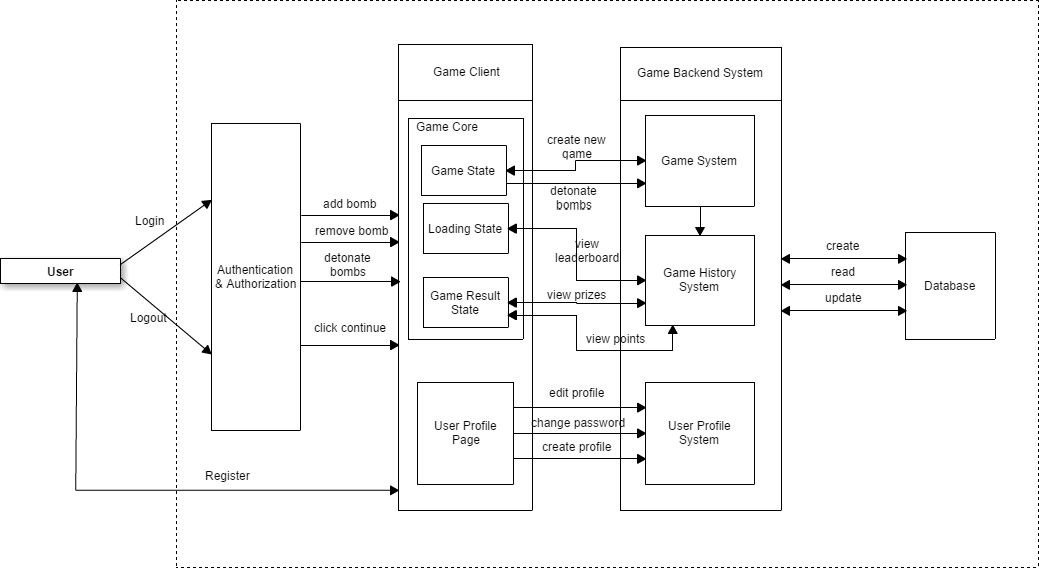 Game Client
Game Backend System
Game Core
Game State
create new
game
Game System
detonate
bombs
Login
add bomb
remove bomb
Loading State
view
leaderboard
User
Authentication
& Authorization
detonate
bombs
Game History
System
create
read
update
Database
Game Result
State
view prizes
Logout
click continue
view points
User Profile
Page
edit profile
change password
create profile
User Profile
System
Register